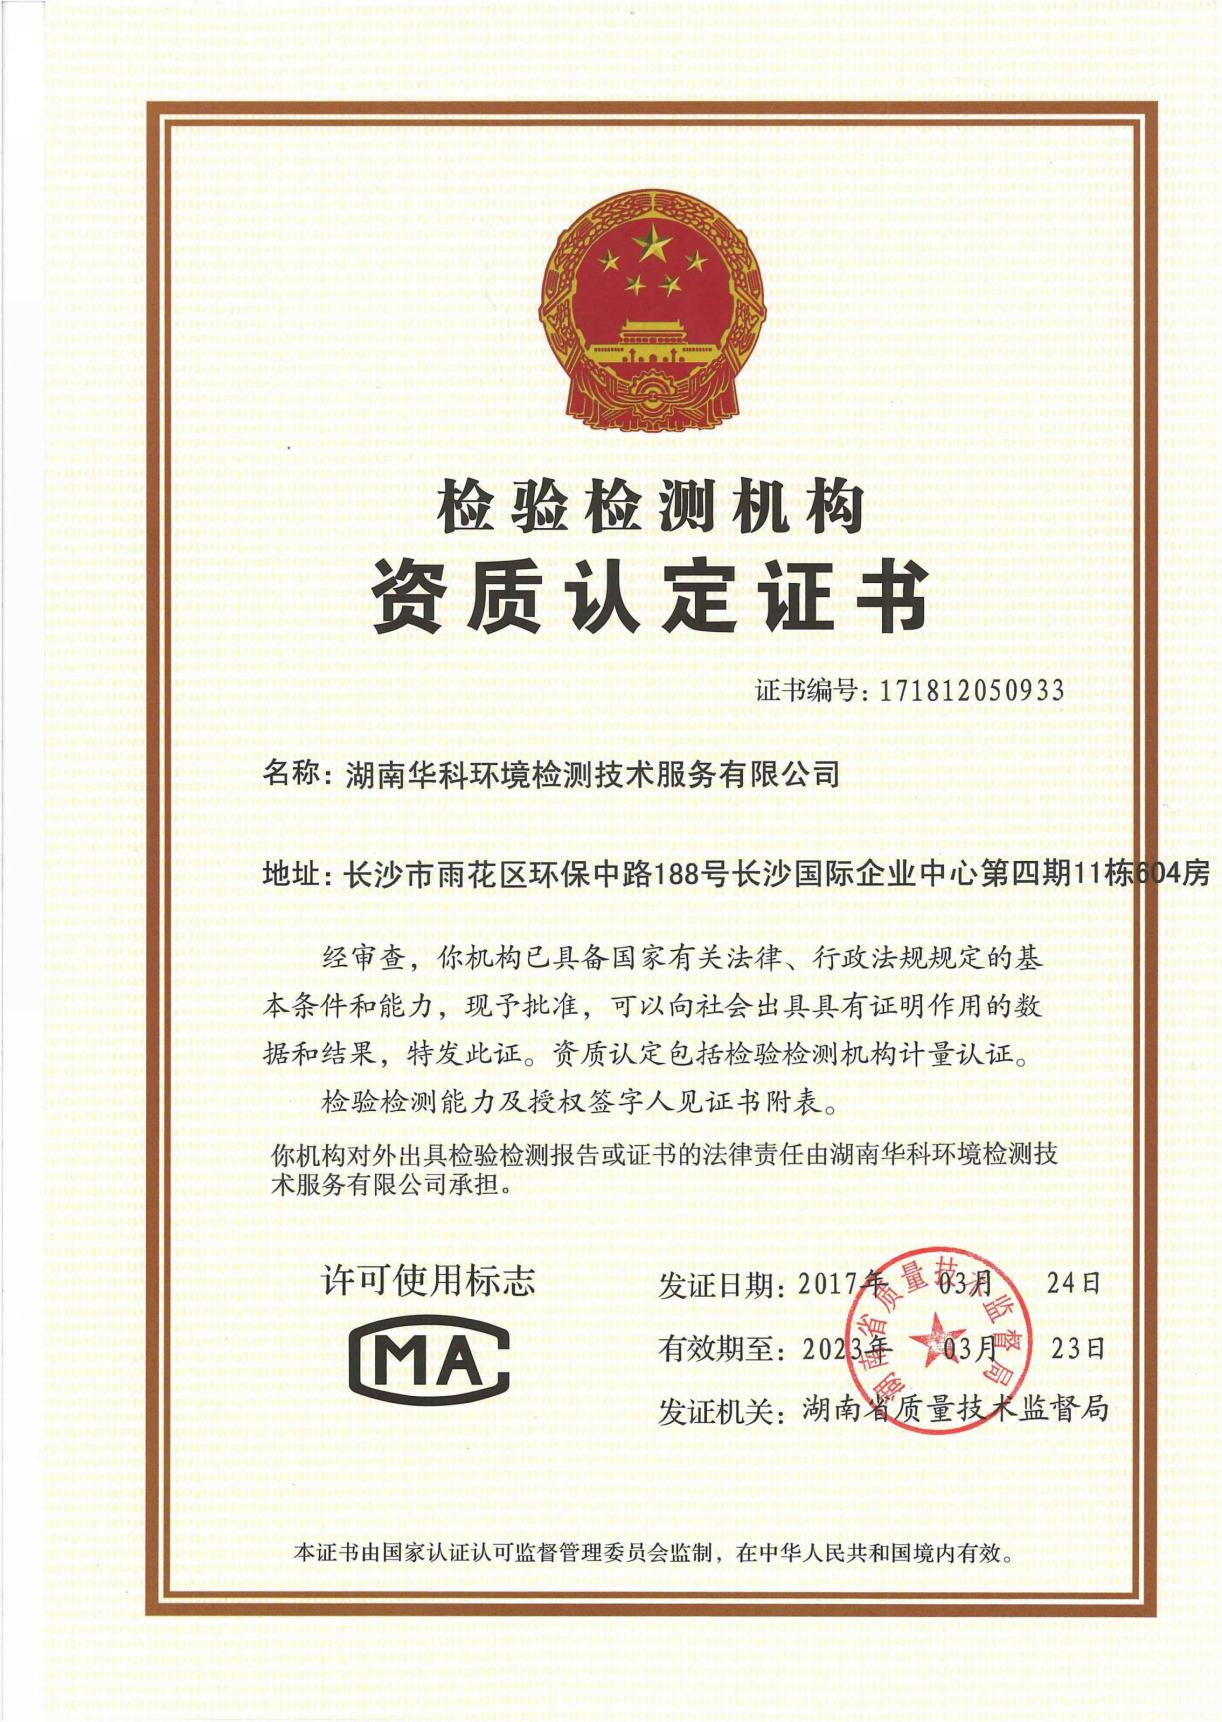 检验检测机构
资质认定证书
证书编号：171812050933
名称：湖南华科环境检测技术服务有限公司
地址：长沙市雨花区环保中路188号长沙国际企业中心第四期11栋604房
经审查，你机构已具备国家有关法律、行政法规规定的基
本条件和能力，现予批准，可以向社会出具具有证明作用的数
据和结果，特发此证。资质认定包括检验检测机构计量认证。
检验检测能力及授权签字人见证书附表。
你机构对外出具检验检测报告或证书的法律责任由湖南华科环境检测技
术服务有限公司承担。
许可使用标志
MA
发证日期：2017年 03月 24日
有效期至：2023年 03月 23日
发证机关：湖南省质量技术监督局
湖南省质量技术监督局
本证书由国家认证认可监督管理委员会监制，在中华人民共和国境内有效。